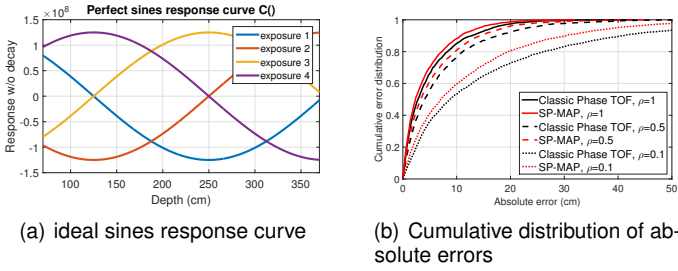 Perfect sines response curve C()
×10⁸
Response w/o decay
1.5
1
0.5
0
-0.5
-1
-1.5
exposure 1
exposure 2
exposure 3
exposure 4
100 150 200 250 300 350
Depth (cm)
(a) ideal sines response curve
Cumulative error distribution
1
0.8
0.6
0.4
0.2
0
Classic Phase TOF, ρ=1
SP-MAP, ρ=1
Classic Phase TOF, ρ=0.5
SP-MAP, ρ=0.5
Classic Phase TOF, ρ=0.1
SP-MAP, ρ=0.1
0 10 20 30 40 50
Absolute error (cm)
(b) Cumulative distribution of ab-
solute errors